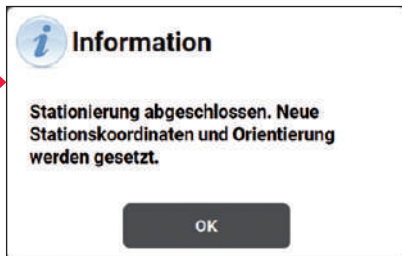 Information
Stationierung abgeschlossen. Neue
Stationskoordinaten und Orientierung
werden gesetzt.
OK